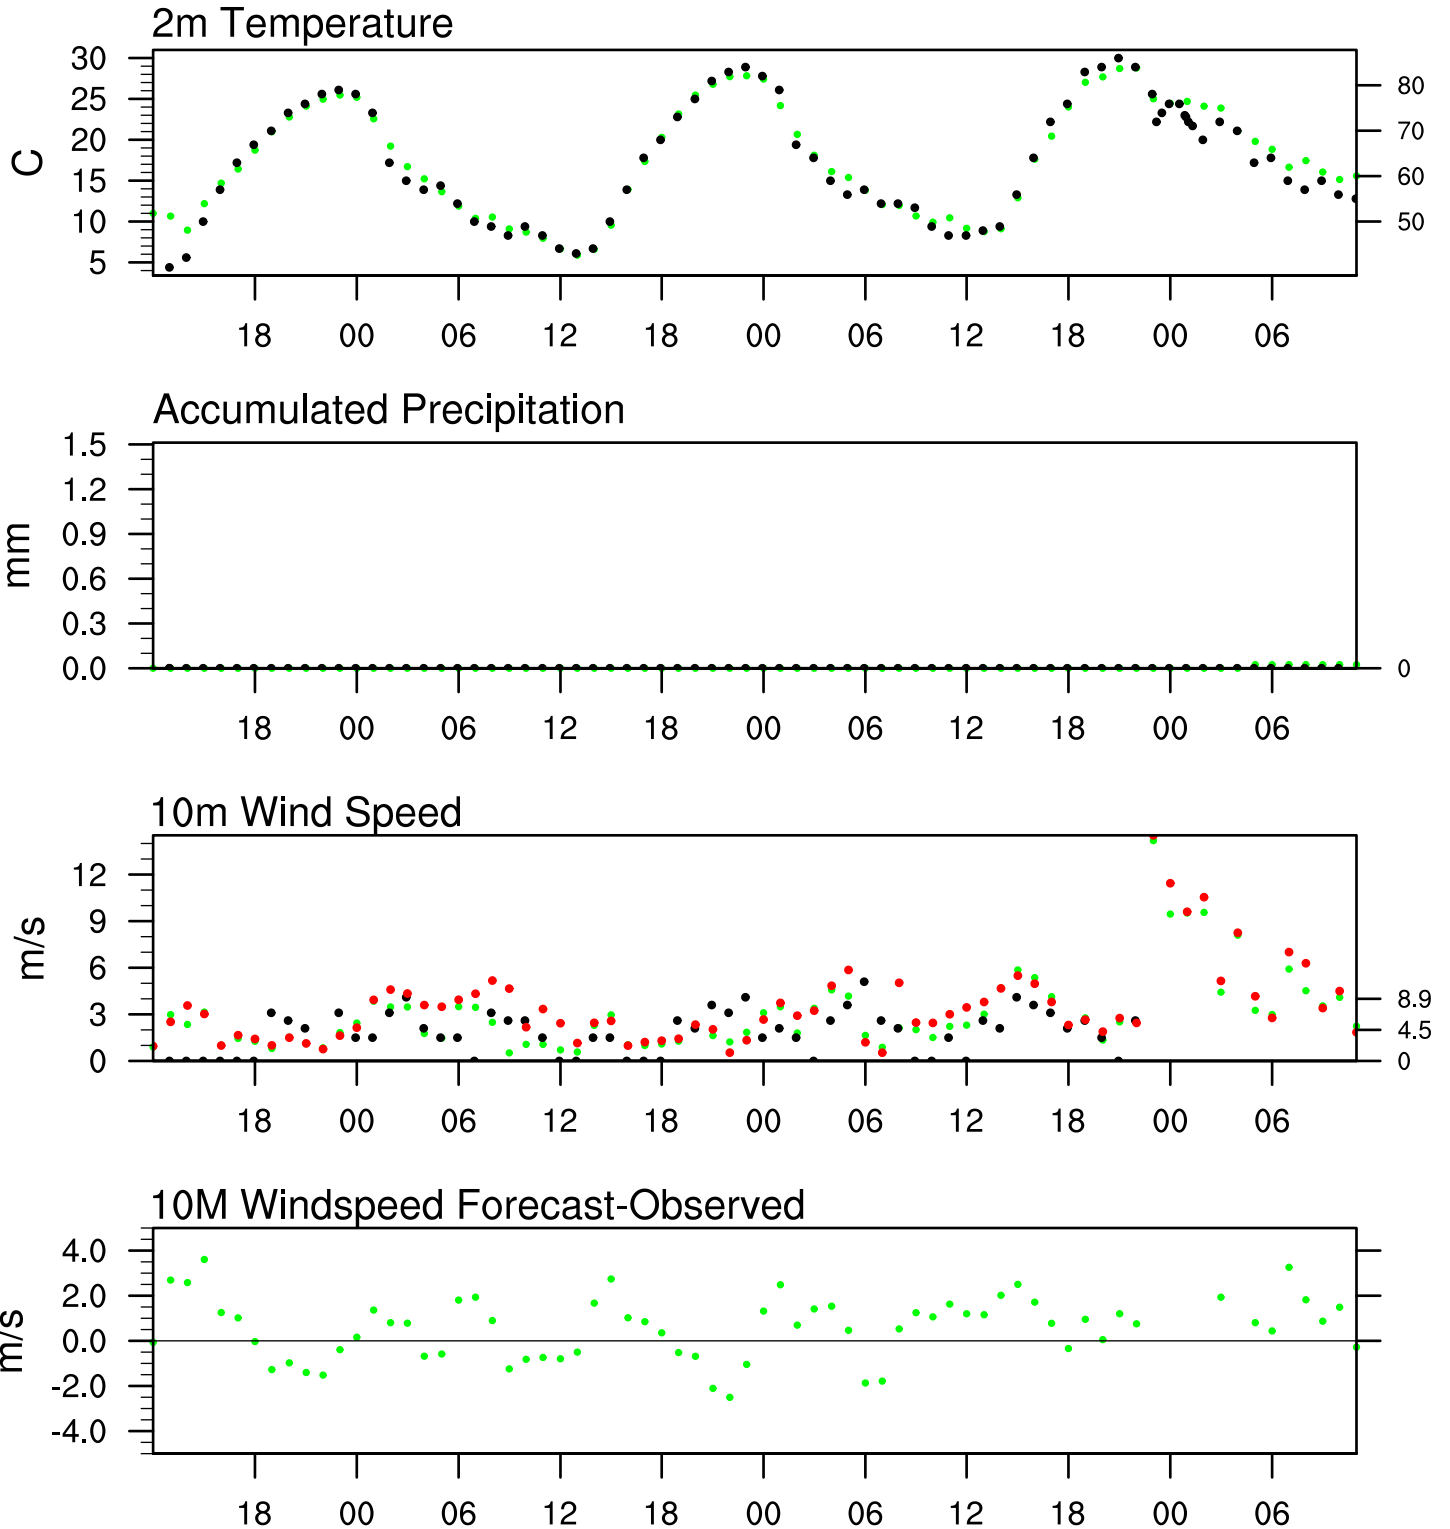 2m Temperature
30
25
20
15
10
5
C
80
70
60
50
18 00 06 12 18 00 06 12 18 00 06
Accumulated Precipitation
1.5
1.2
0.9
0.6
0.3
0.0
mm
0
18 00 06 12 18 00 06 12 18 00 06
10m Wind Speed
12
9
6
3
0
m/s
8.9
4.5
0
18 00 06 12 18 00 06 12 18 00 06
10M Windspeed Forecast-Observed
4.0
2.0
0.0
-2.0
-4.0
m/s
18 00 06 12 18 00 06 12 18 00 06